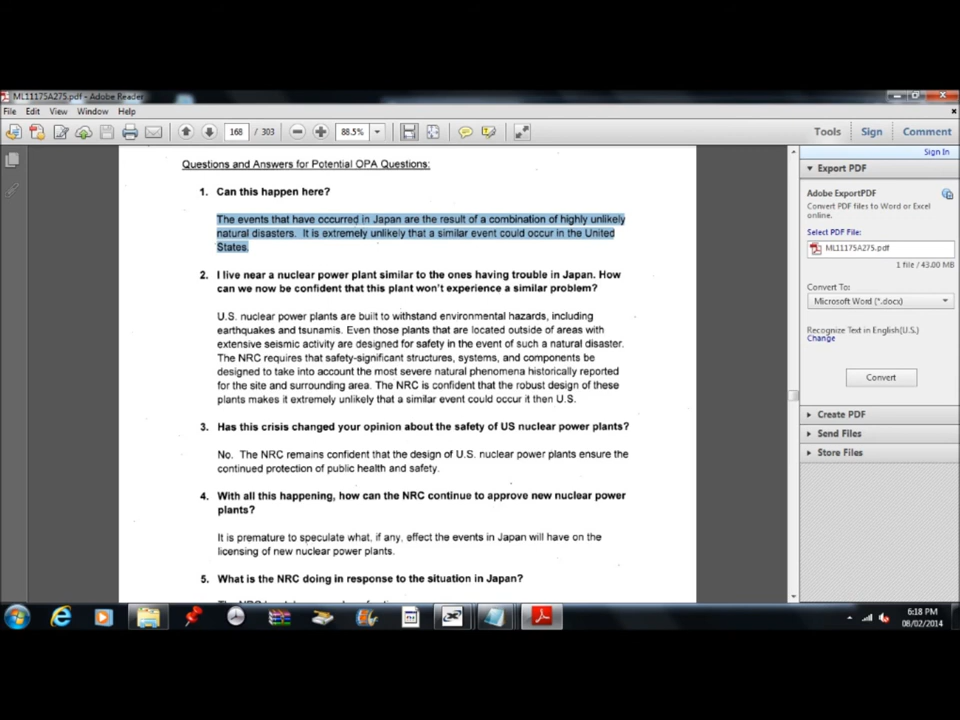 ML11175A275.pdf - Adobe Reader
File Edit View Window Help
168 / 303 88.5% Tools Sign Comment
Sign In
Questions and Answers for Potential OPA Questions:
1. Can this happen here?
The events that have occurred in Japan are the result of a combination of highly unlikely
natural disasters. It is extremely unlikely that a similar event could occur in the United
States.
2. I live near a nuclear power plant similar to the ones having trouble in Japan. How
can we now be confident that this plant won't experience a similar problem?
U.S. nuclear power plants are built to withstand environmental hazards, including
earthquakes and tsunamis. Even those plants that are located outside of areas with
extensive seismic activity are designed for safety in the event of such a natural disaster.
The NRC requires that safety-significant structures, systems, and components be
designed to take into account the most severe natural phenomena historically reported
for the site and surrounding area. The NRC is confident that the robust design of these
plants makes it extremely unlikely that a similar event could occur it then U.S.
3. Has this crisis changed your opinion about the safety of US nuclear power plants?
No. The NRC remains confident that the design of U.S. nuclear power plants ensure the
continued protection of public health and safety.
4. With all this happening, how can the NRC continue to approve new nuclear power
plants?
It is premature to speculate what, if any, effect the events in Japan will have on the
licensing of new nuclear power plants.
5. What is the NRC doing in response to the situation in Japan?
Export PDF
Adobe ExportPDF
Convert PDF files to Word or Excel
online.
Select PDF File:
ML11175A275.pdf
1 file / 43.00 MB
Convert To:
Microsoft Word (*.docx)
Recognize Text in English(U.S.)
Change
Convert
Create PDF
Send Files
Store Files
6:18 PM
08/02/2014